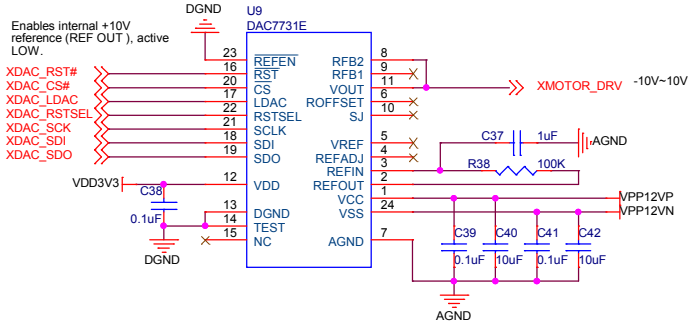 DGND
U9
DAC7731E
Enables internal +10V
reference (REF OUT ), active
LOW.
23
REFEN
RFB2
8
XDAC_RST#
16
RST
RFB1
9
XDAC_CS#
20
CS
VOUT
11
XMOTOR_DRV
-10V~10V
XDAC_LDAC
17
LDAC
ROFFSET
6
XDAC_RSTSEL
22
RSTSEL
SJ
10
XDAC_SCK
21
SCLK
XDAC_SDI
18
SDI
VREF
5
C37
1uF
AGND
XDAC_SDO
19
SDO
REFADJ
4
REFIN
3
R38
100K
VDD3V3
12
VDD
REFOUT
2
C38
VCC
1
VPP12VP
0.1uF
VSS
24
VPP12VN
13
DGND
14
TEST
15
NC
AGND
7
C39
C40
C41
C42
0.1uF
10uF
0.1uF
10uF
DGND
AGND